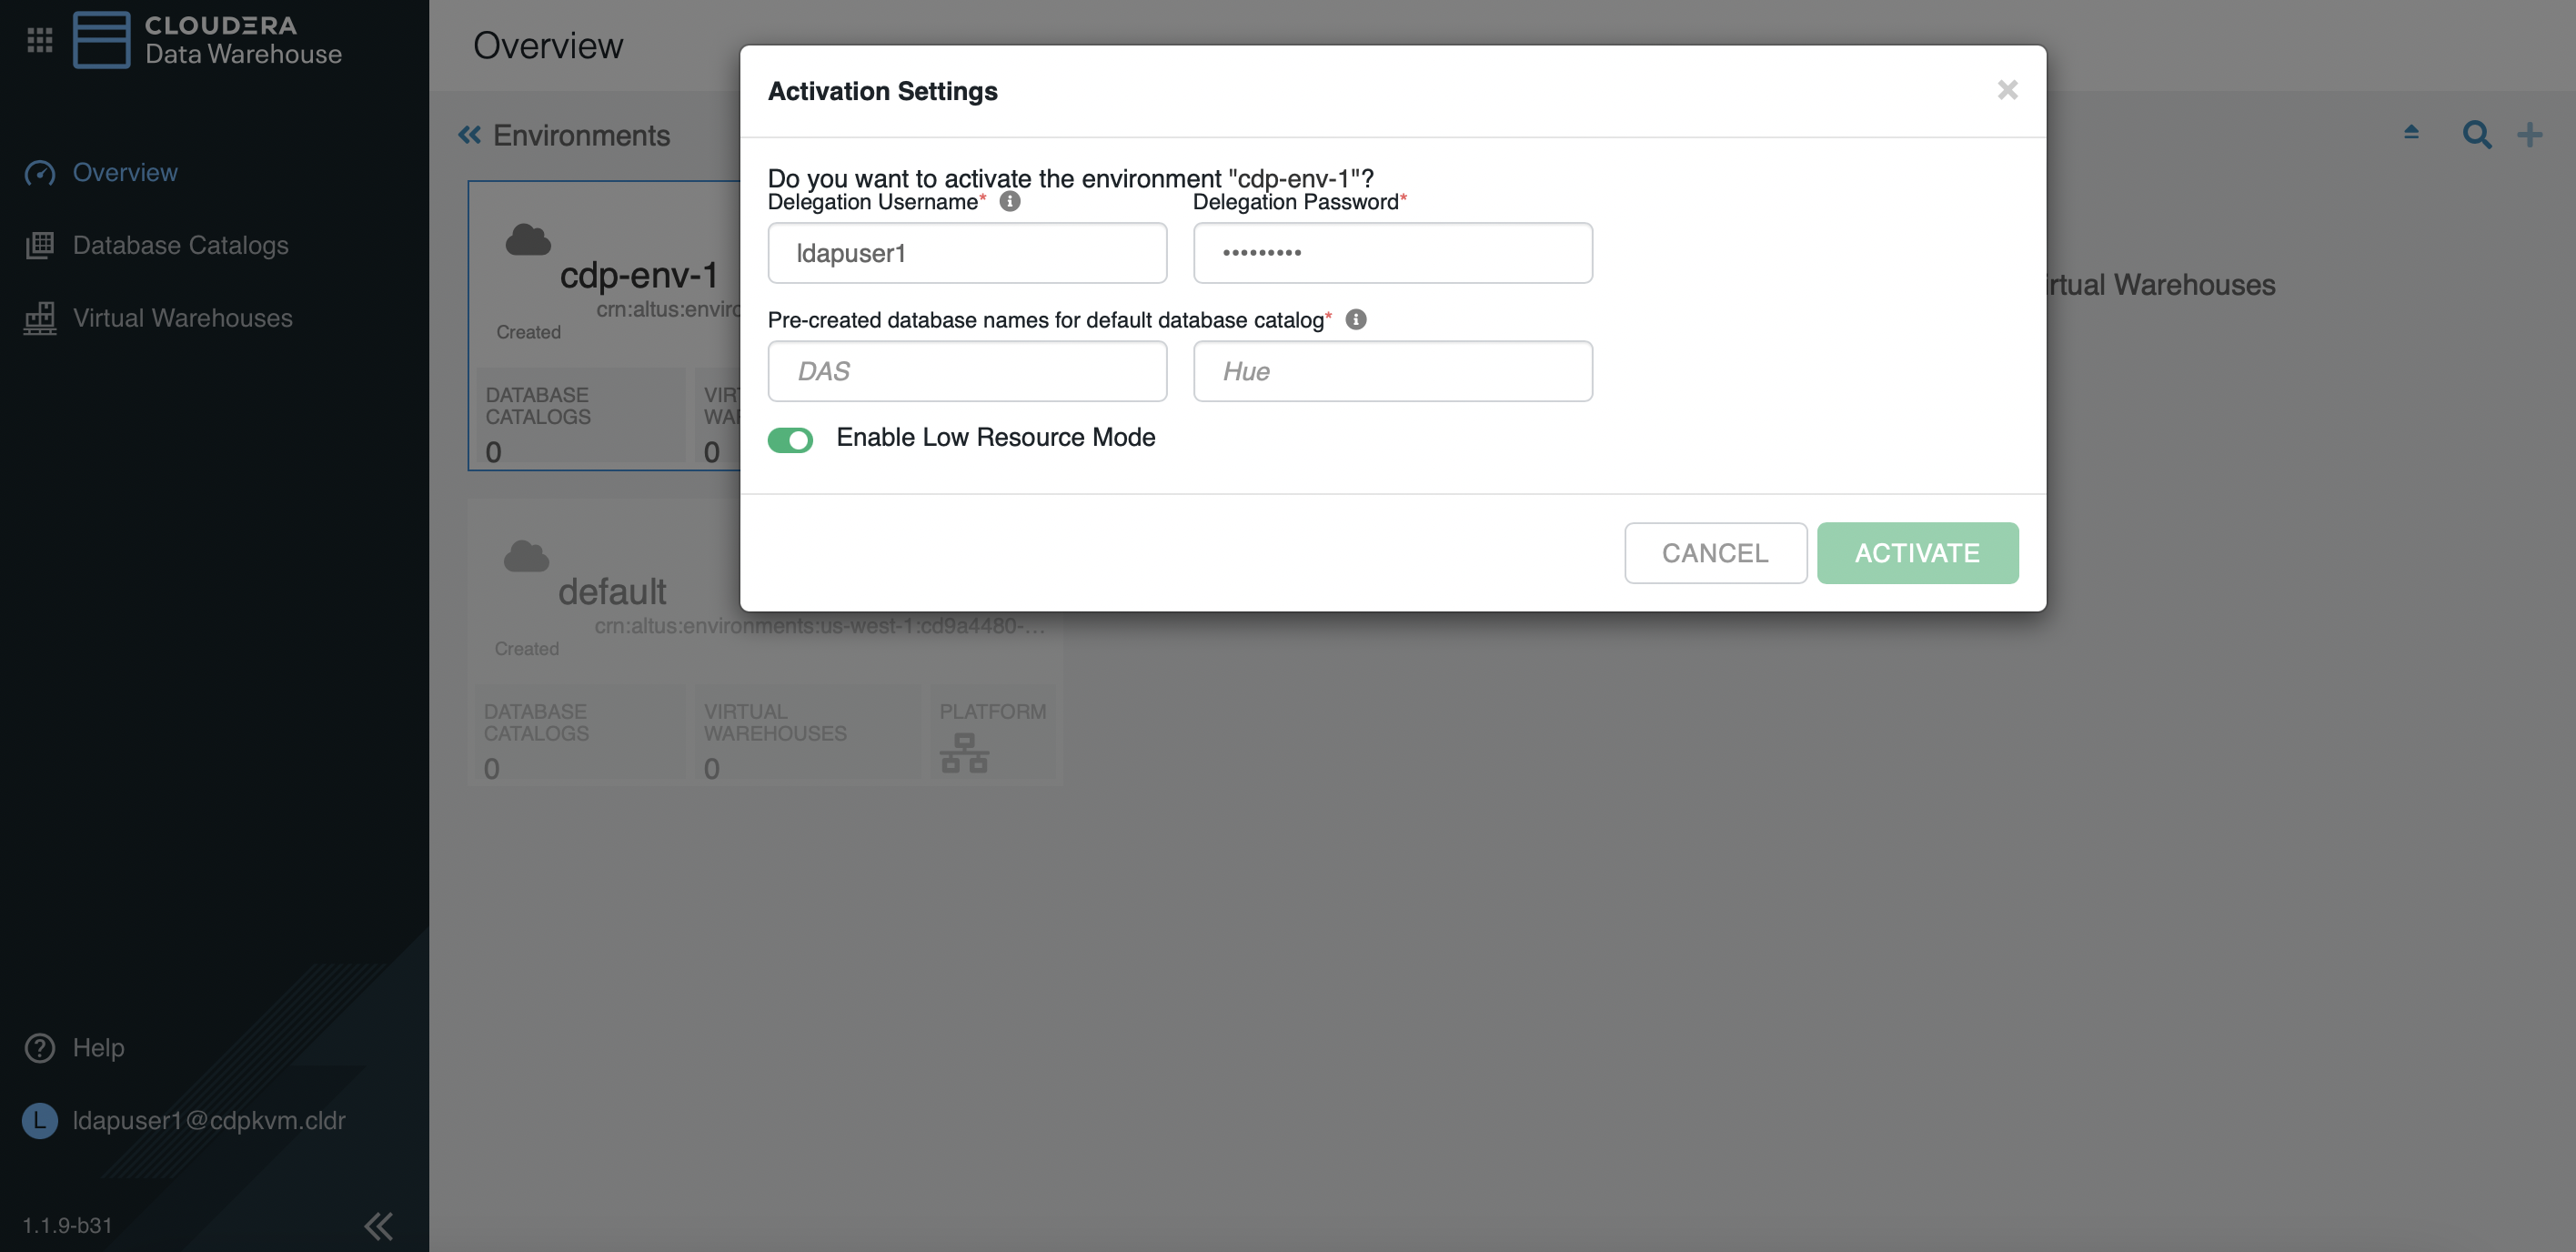 CLOUDERA
Data Warehouse
Overview
Database Catalogs
Virtual Warehouses
Help
L
ldapuser1@cdpkvm.cldr
1.1.9-b31
Overview
Environments
cdp-env-1
crn:altus:enviro
Created
DATABASE
CATALOGS
0
VIR
WAR
0
default
crn:altus:environments:us-west-1:cd9a4480-...
Created
DATABASE
CATALOGS
0
VIRTUAL
WAREHOUSES
0
PLATFORM
rtual Warehouses
Activation Settings
Do you want to activate the environment "cdp-env-1"?
Delegation Username*
Delegation Password*
ldapuser1
•••••••••
Pre-created database names for default database catalog*
DAS
Hue
Enable Low Resource Mode
CANCEL
ACTIVATE